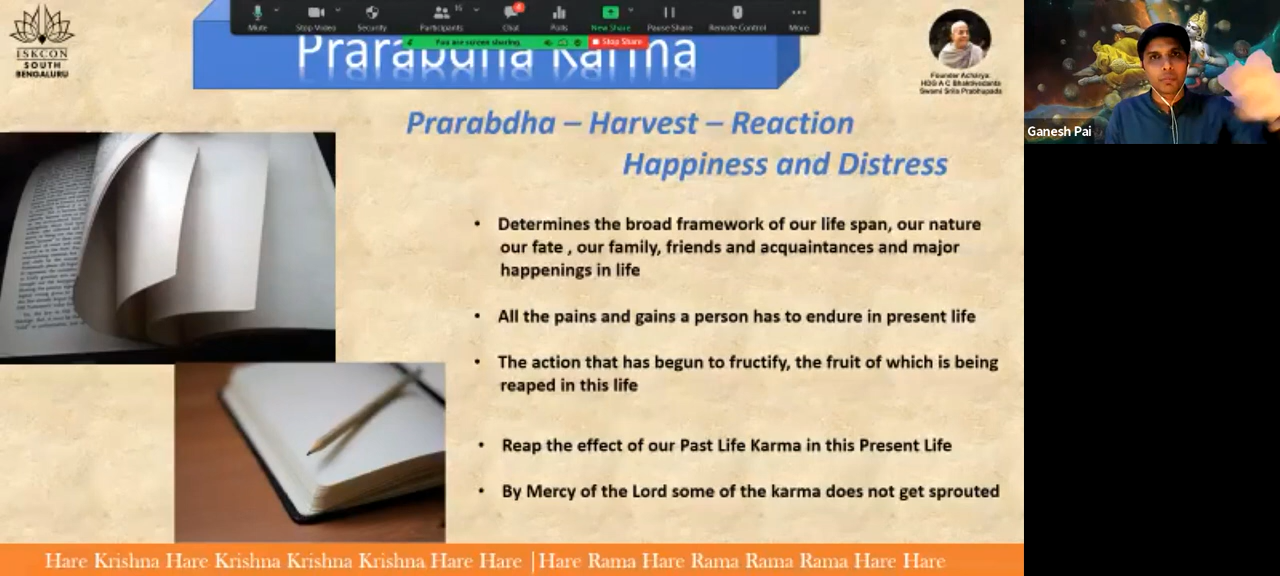 Mute
Stop Video
Security
Participants
16
Chat
Polls
New Share
Pause Share
Remote Control
More
You are screen sharing
Stop Share
ISKCON
SOUTH
BENGALURU
Prarabdha Karma
Founder Acharya:
HDG A C Bhaktivedanta
Swami Srila Prabhupada
Ganesh Pai
Prarabdha – Harvest – Reaction
Happiness and Distress
• Determines the broad framework of our life span, our nature
our fate , our family, friends and acquaintances and major
happenings in life
• All the pains and gains a person has to endure in present life
• The action that has begun to fructify, the fruit of which is being
reaped in this life
• Reap the effect of our Past Life Karma in this Present Life
• By Mercy of the Lord some of the karma does not get sprouted
Hare Krishna Hare Krishna Krishna Krishna Hare Hare |Hare Rama Hare Rama Rama Rama Hare Hare